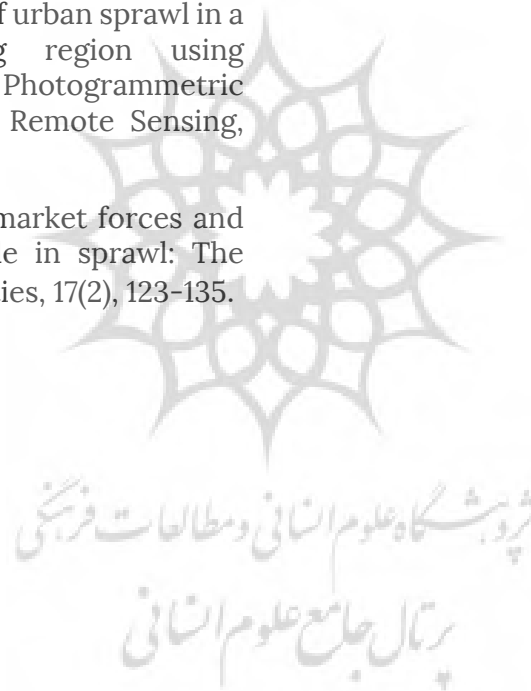 f urban sprawl in a
g region using
Photogrammetric
Remote Sensing,
market forces and
e in sprawl: The
ties, 17(2), 123-135.
پژوهشگاه علوم انسانی و مطالعات فرهنگی
پرتال جامع علوم انسانی